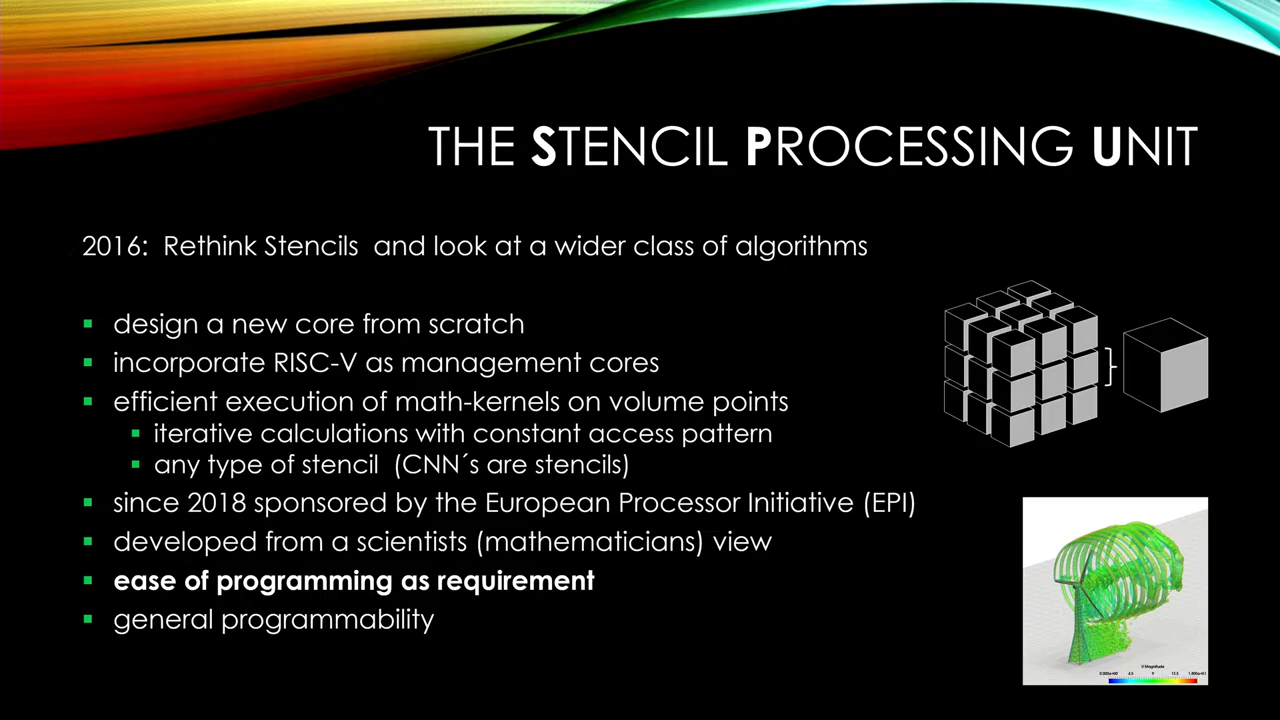 THE STENCIL PROCESSING UNIT
2016: Rethink Stencils and look at a wider class of algorithms
design a new core from scratch
incorporate RISC-V as management cores
efficient execution of math-kernels on volume points
iterative calculations with constant access pattern
any type of stencil (CNN´s are stencils)
since 2018 sponsored by the European Processor Initiative (EPI)
developed from a scientists (mathematicians) view
ease of programming as requirement
general programmability
U Magnitude